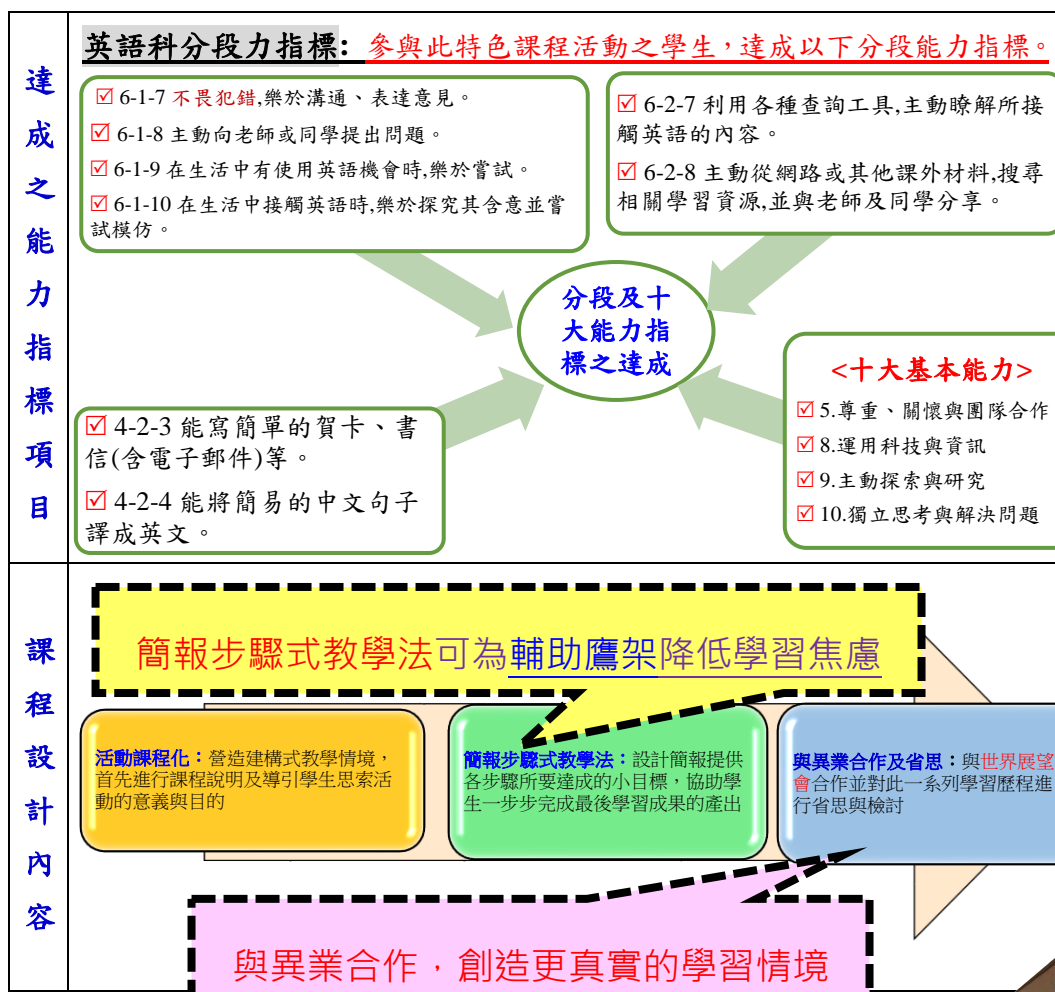 達成之能力指標項目
英語科分段力指標: 參與此特色課程活動之學生，達成以下分段能力指標。
☑ 6-1-7 不畏犯錯,樂於溝通、表達意見。
☑ 6-1-8 主動向老師或同學提出問題。
☑ 6-1-9 在生活中有使用英語機會時,樂於嘗試。
☑ 6-1-10 在生活中接觸英語時,樂於探究其含意並嘗
試模仿。
☑ 6-2-7 利用各種查詢工具,主動瞭解所接
觸英語的內容。
☑ 6-2-8 主動從網路或其他課外材料,搜尋
相關學習資源,並與老師及同學分享。
分段及十
大能力指
標之達成
☑ 4-2-3 能寫簡單的賀卡、書
信(含電子郵件)等。
☑ 4-2-4 能將簡易的中文句子
譯成英文。
<十大基本能力>
☑ 5.尊重、關懷與團隊合作
☑ 8.運用科技與資訊
☑ 9.主動探索與研究
☑ 10.獨立思考與解決問題
課程設計內容
簡報步驟式教學法可為輔助鷹架降低學習焦慮
活動課程化：營造建構式教學情境，
首先進行課程說明及導引學生思索活
動的意義與目的
簡報步驟式教學法：設計簡報提供
各步驟所要達成的小目標，協助學
生一步步完成最後學習成果的產出
與異業合作及省思：與世界展望
會合作並對此一系列學習歷程進
行省思與檢討
與異業合作，創造更真實的學習情境